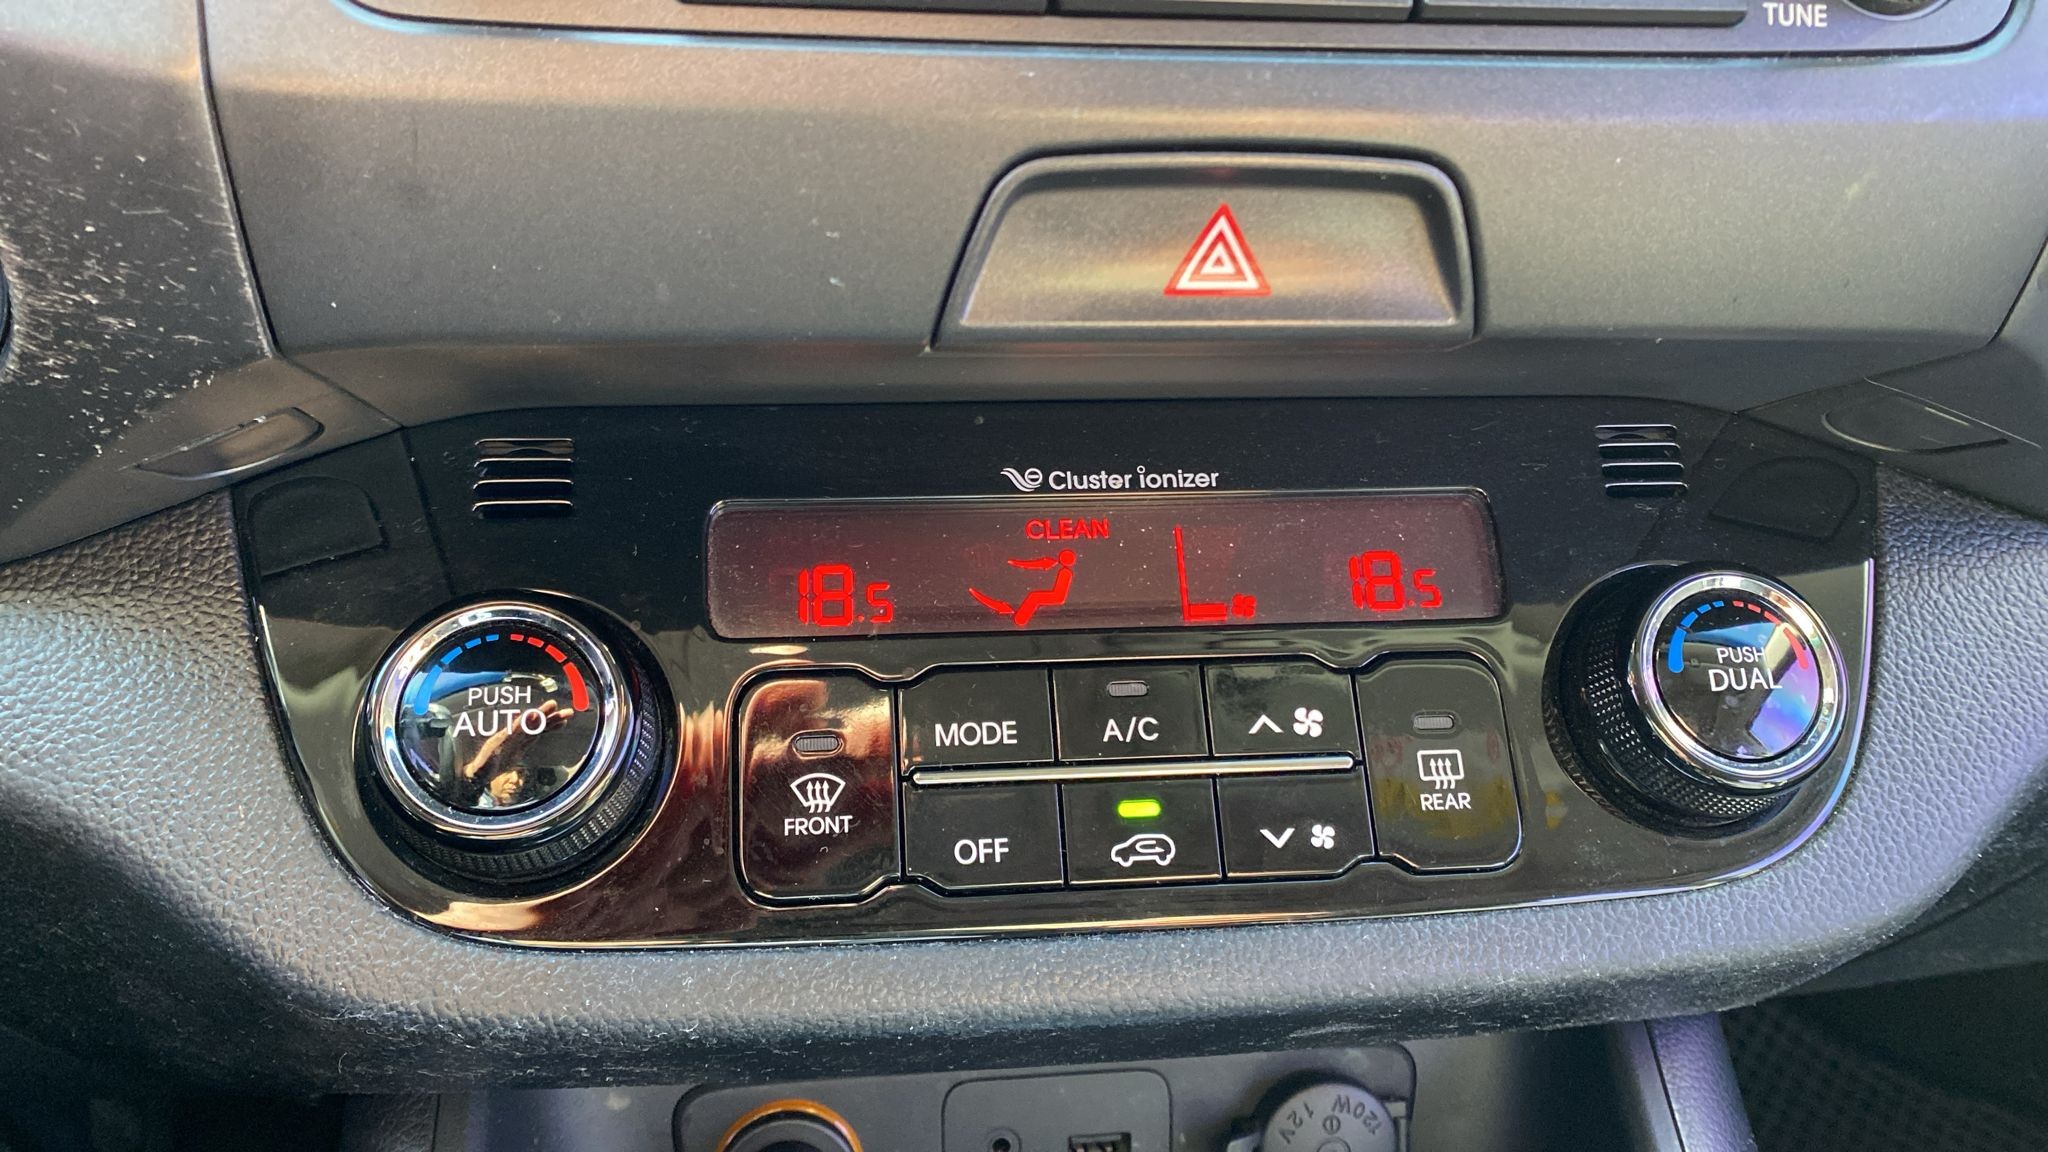 TUNE
Cluster ionizer
CLEAN
18.5
18.5
PUSH
AUTO
PUSH
DUAL
MODE
A/C
FRONT
OFF
REAR
120W
12V